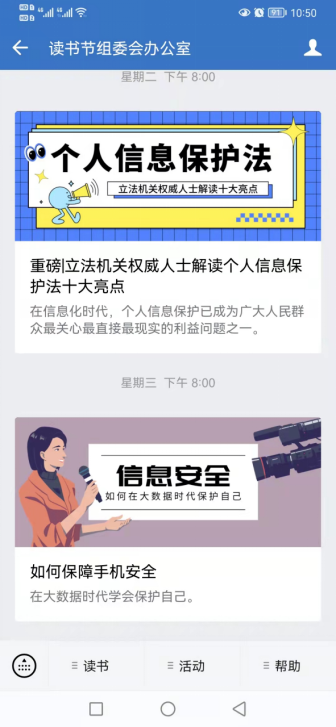 10:50
读书节组委会办公室
星期二 下午 8:00
个人信息保护法
立法机关权威人士解读十大亮点
重磅|立法机关权威人士解读个人信息保
护法十大亮点
在信息化时代，个人信息保护已成为广大人民群
众最关心最直接最现实的利益问题之一。
星期三 下午 8:00
信息安全
如何在大数据时代保护自己
如何保障手机安全
在大数据时代学会保护自己。
读书
活动
帮助